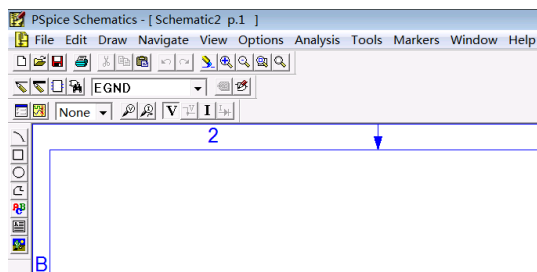 PSpice Schematics - [ Schematic2 p.1 ]
File Edit Draw Navigate View Options Analysis Tools Markers Window Help
EGND
None V V I I
2
B